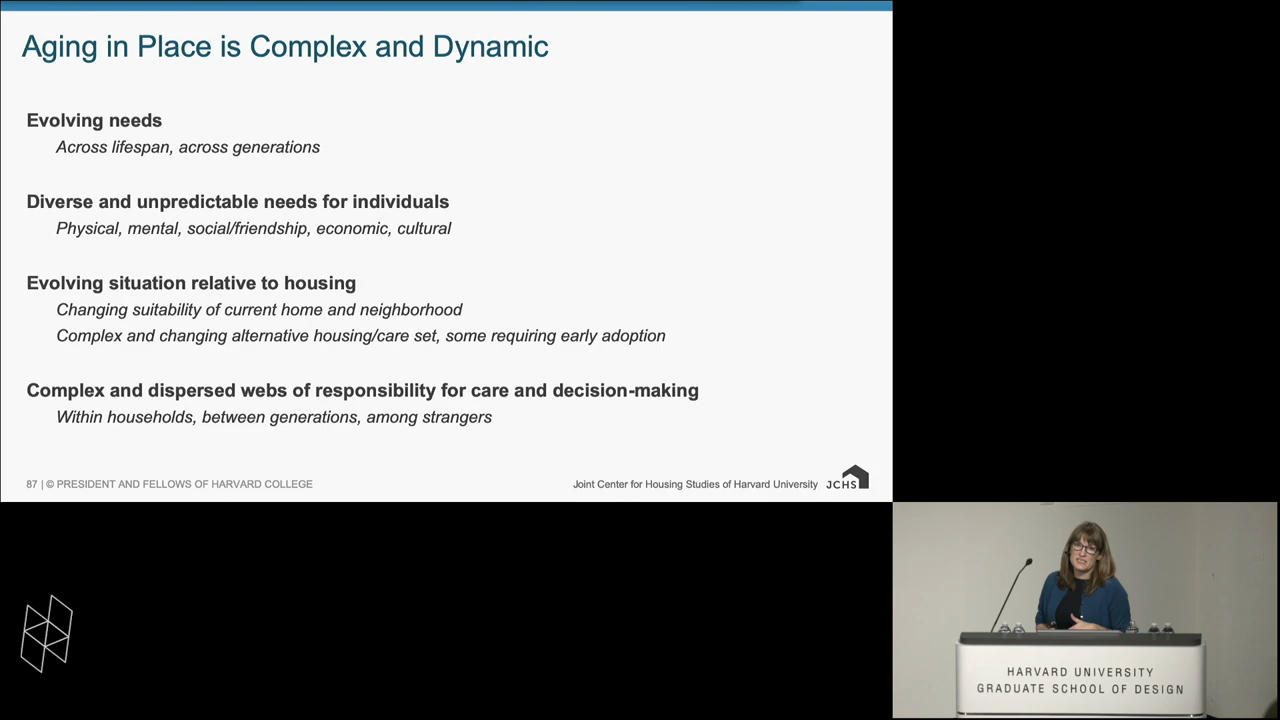 Aging in Place is Complex and Dynamic
Evolving needs
Across lifespan, across generations
Diverse and unpredictable needs for individuals
Physical, mental, social/friendship, economic, cultural
Evolving situation relative to housing
Changing suitability of current home and neighborhood
Complex and changing alternative housing/care set, some requiring early adoption
Complex and dispersed webs of responsibility for care and decision-making
Within households, between generations, among strangers
87 | © PRESIDENT AND FELLOWS OF HARVARD COLLEGE
Joint Center for Housing Studies of Harvard University JCHS
HARVARD UNIVERSITY
GRADUATE SCHOOL OF DESIGN